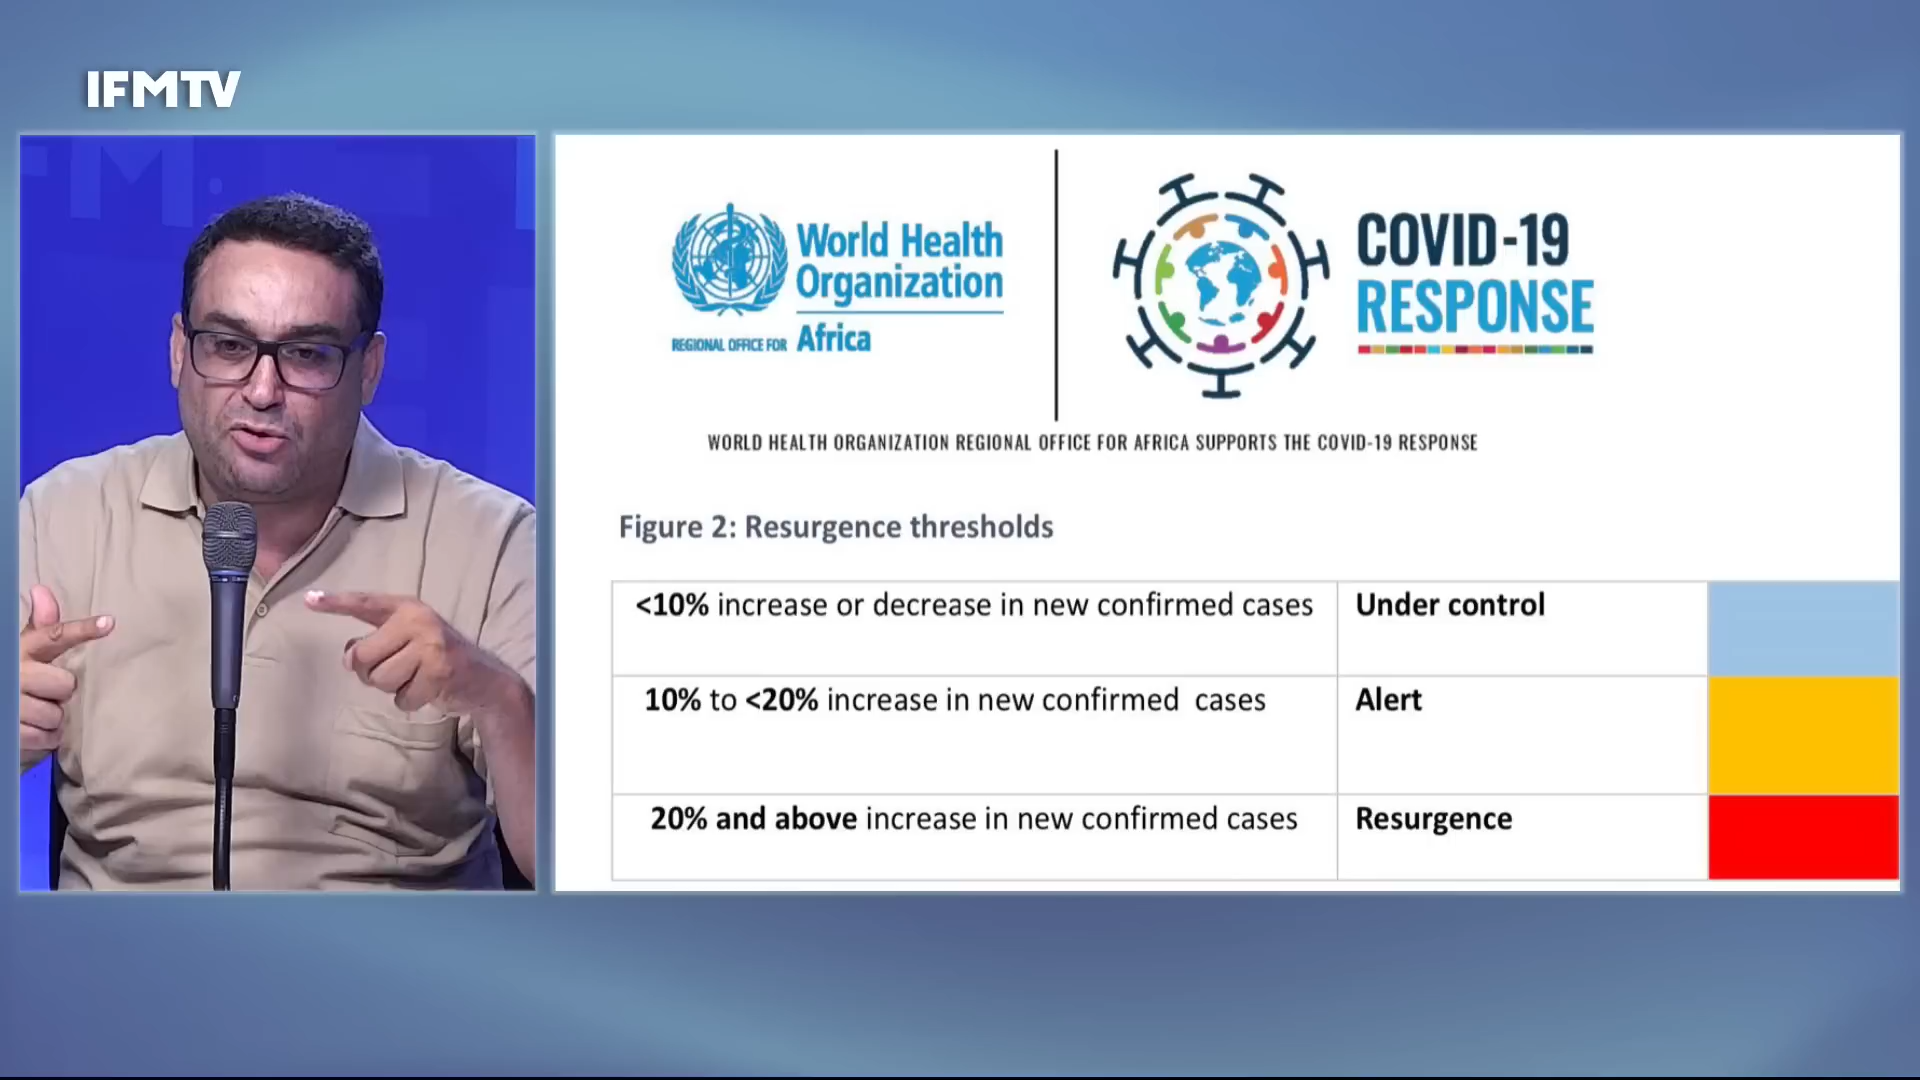 IFMTV
World Health
Organization
REGIONAL OFFICE FOR Africa
COVID-19
RESPONSE
WORLD HEALTH ORGANIZATION REGIONAL OFFICE FOR AFRICA SUPPORTS THE COVID-19 RESPONSE
Figure 2: Resurgence thresholds
<10% increase or decrease in new confirmed cases Under control
10% to <20% increase in new confirmed cases Alert
20% and above increase in new confirmed cases Resurgence